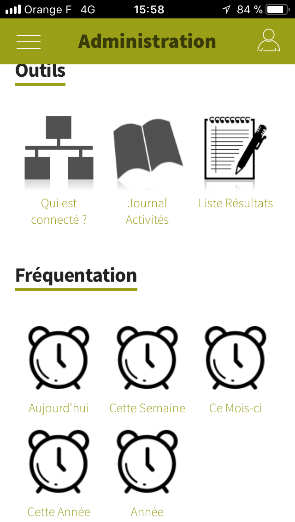 Orange F 4G 15:58 84 %
Administration
Outils
Qui est
connecté ?
Journal
Activités
Liste Résultats
Fréquentation
Aujourd'hui
Cette Semaine
Ce Mois-ci
Cette Année
Année